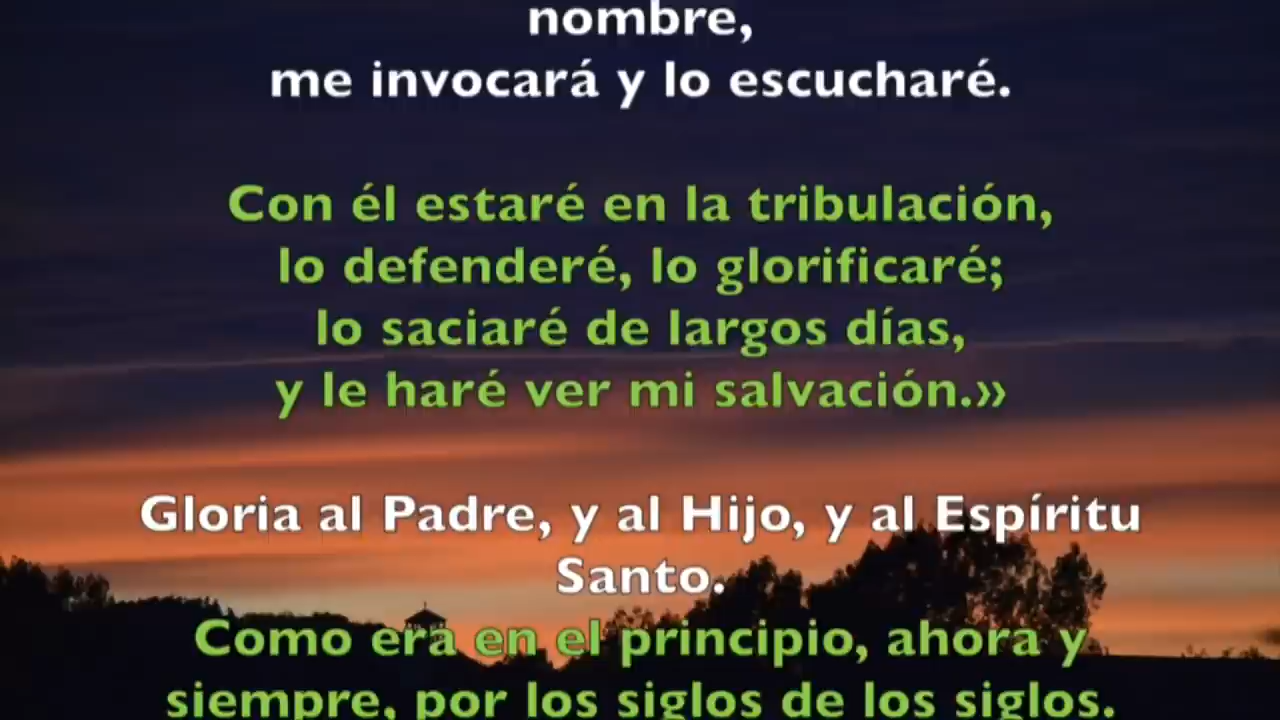 nombre,
me invocará y lo escucharé.
Con él estaré en la tribulación,
lo defenderé, lo glorificaré;
lo saciaré de largos días,
y le haré ver mi salvación.»
Gloria al Padre, y al Hijo, y al Espíritu
Santo.
Como era en el principio, ahora y
siempre, por los siglos de los siglos.